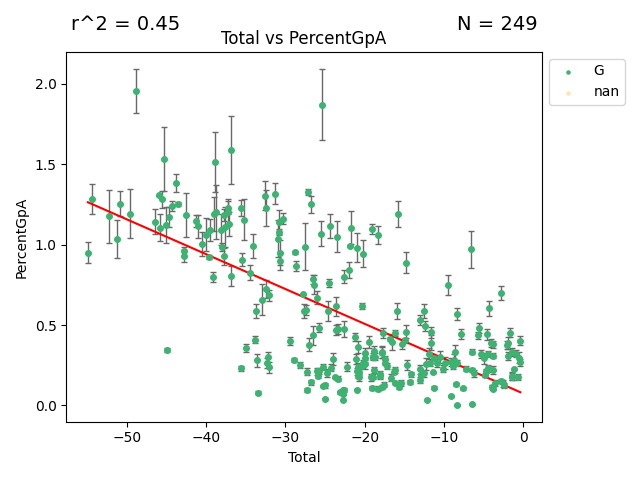 r^2 = 0.45 N = 249
Total vs PercentGpA
G
nan
2.0
1.5
1.0
0.5
0.0
PercentGpA
−50 −40 −30 −20 −10 0
Total